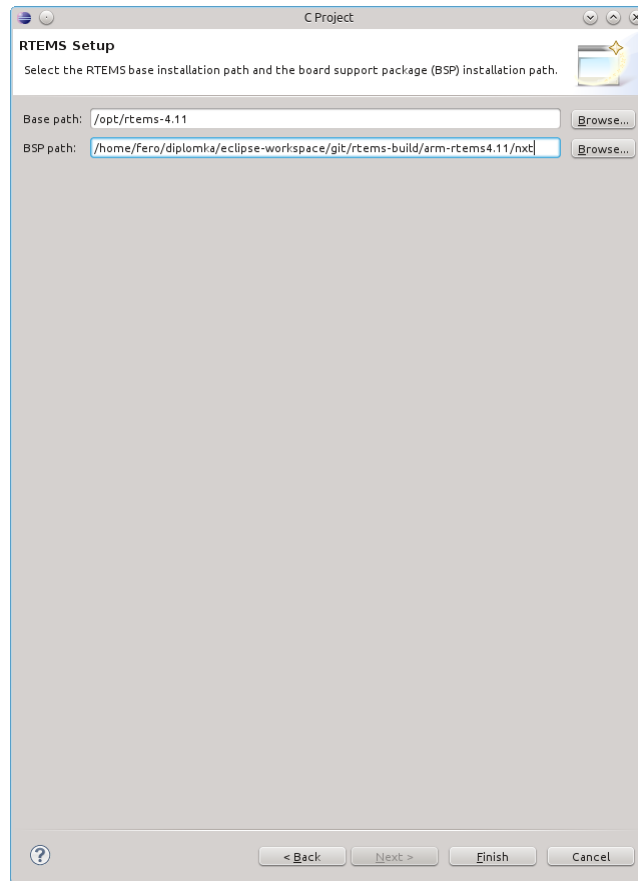 C Project
RTEMS Setup
Select the RTEMS base installation path and the board support package (BSP) installation path.
Base path: /opt/rtems-4.11 Browse...
BSP path: /home/fero/diplomka/eclipse-workspace/git/rtems-build/arm-rtems4.11/nxt Browse...
? < Back Next > Finish Cancel